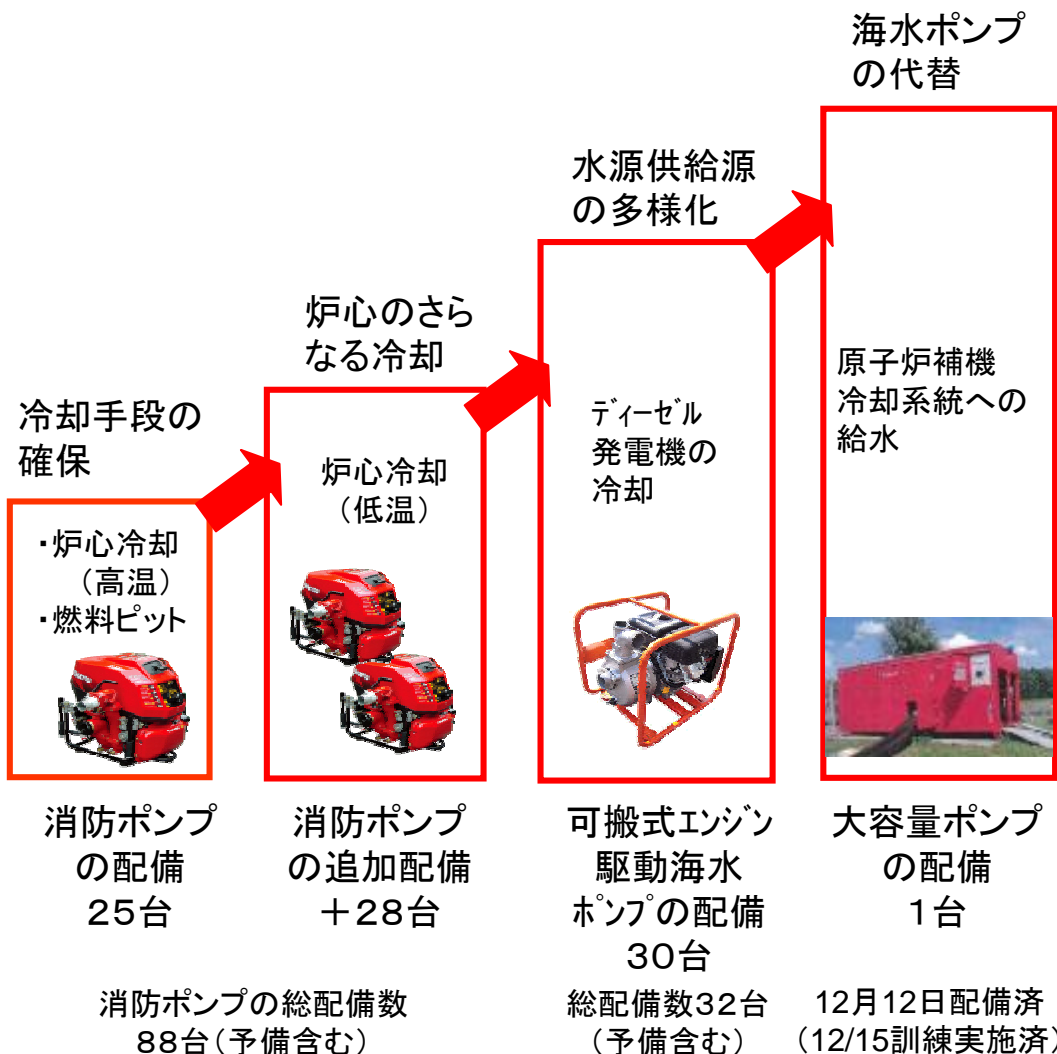 海水ポンプ
の代替
水源供給源
の多様化
炉心のさら
なる冷却
冷却手段の
確保
・炉心冷却
（高温）
・燃料ピット
炉心冷却
（低温）
ﾃﾞｨｰｾﾞﾙ
発電機の
冷却
原子炉補機
冷却系統への
給水
消防ポンプ
の配備
２５台
消防ポンプ
の追加配備
＋２８台
可搬式ｴﾝｼﾞﾝ
駆動海水
ﾎﾟﾝﾌﾟの配備
３０台
大容量ポンプ
の配備
１台
消防ポンプの総配備数
８８台（予備含む）
総配備数３２台
（予備含む）
12月12日配備済
（12/15訓練実施済）